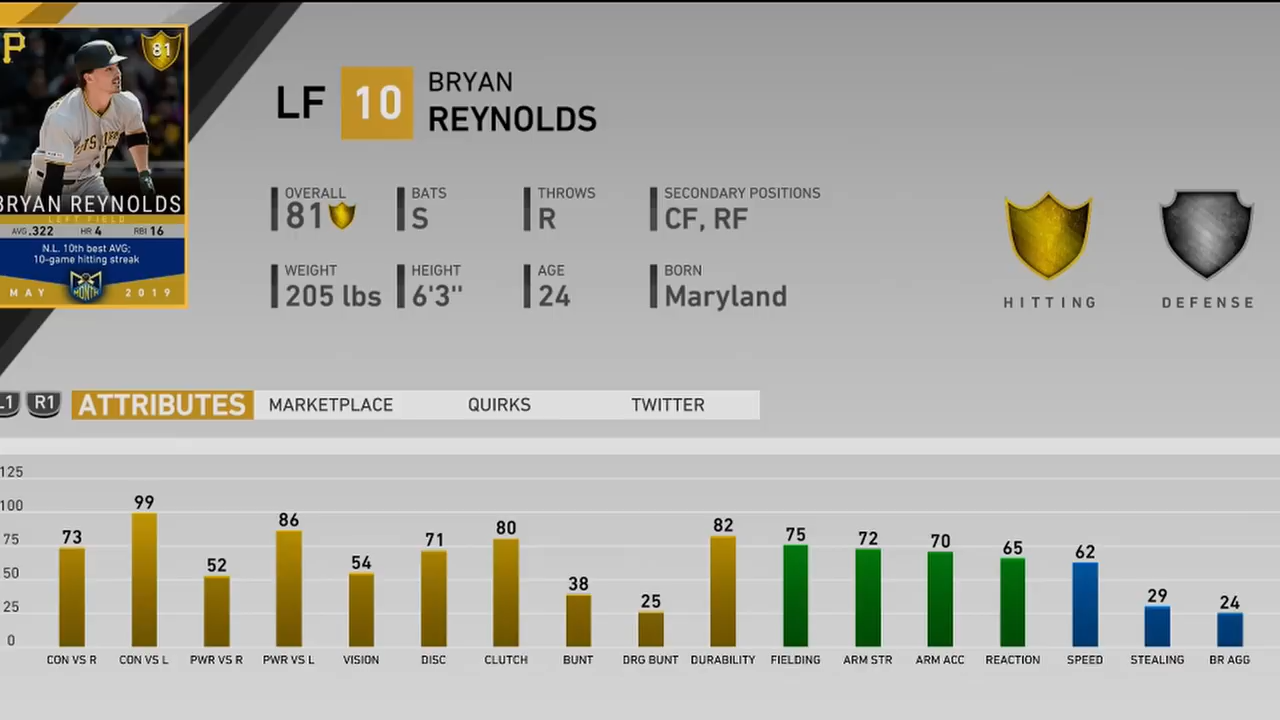 P
81
BRYAN REYNOLDS
LEFT FIELD
AVG .322 HR 4 RBI 16
N.L. 10th best AVG;
10-game hitting streak
MONTH
MAY 2019
LF 10 BRYAN
REYNOLDS
OVERALL BATS THROWS SECONDARY POSITIONS
81 S R CF, RF
WEIGHT HEIGHT AGE BORN
205 lbs 6'3" 24 Maryland
HITTING DEFENSE
L1 R1 ATTRIBUTES MARKETPLACE QUIRKS TWITTER
125
100
75
50
25
0
73 99 52 86 54 71 80 38 25 82 75 72 70 65 62 29 24
CON VS R CON VS L PWR VS R PWR VS L VISION DISC CLUTCH BUNT DRG BUNT DURABILITY FIELDING ARM STR ARM ACC REACTION SPEED STEALING BR AGG